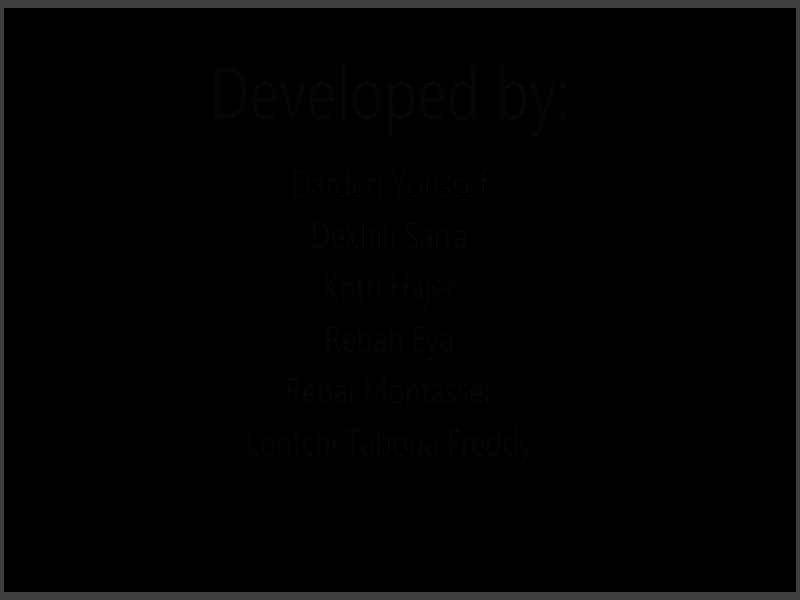 Developed by:
Darderi Youssef
Dekhili Sarra
Kotti Hajer
Rebah Eya
Rebai Montasser
Lontchi Taboua Freddy